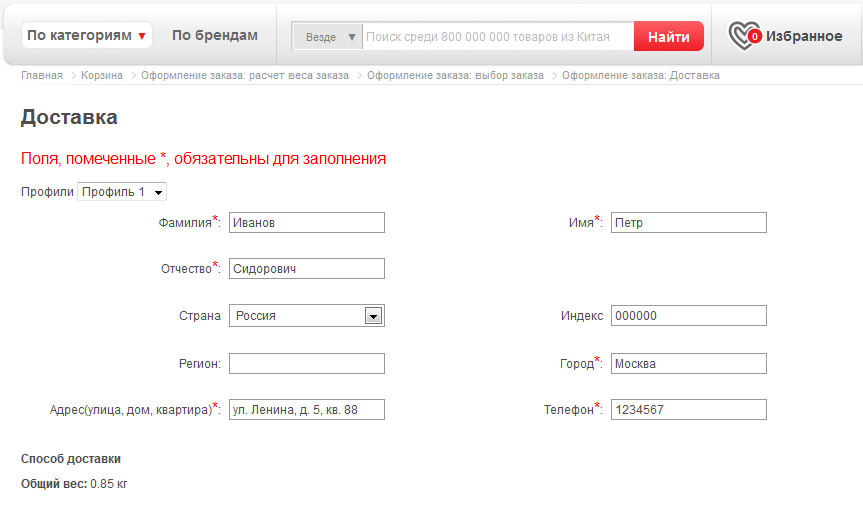 По категориям ▼ По брендам Везде ▼ Поиск среди 800 000 000 товаров из Китая Найти 0 Избранное
Главная > Корзина > Оформление заказа: расчет веса заказа > Оформление заказа: выбор заказа > Оформление заказа: Доставка
Доставка
Поля, помеченные *, обязательны для заполнения
Профили Профиль 1
Фамилия*: Иванов Имя*: Петр
Отчество*: Сидорович
Страна Россия Индекс 000000
Регион: Город*: Москва
Адрес(улица, дом, квартира)*: ул. Ленина, д. 5, кв. 88 Телефон*: 1234567
Способ доставки
Общий вес: 0.85 кг